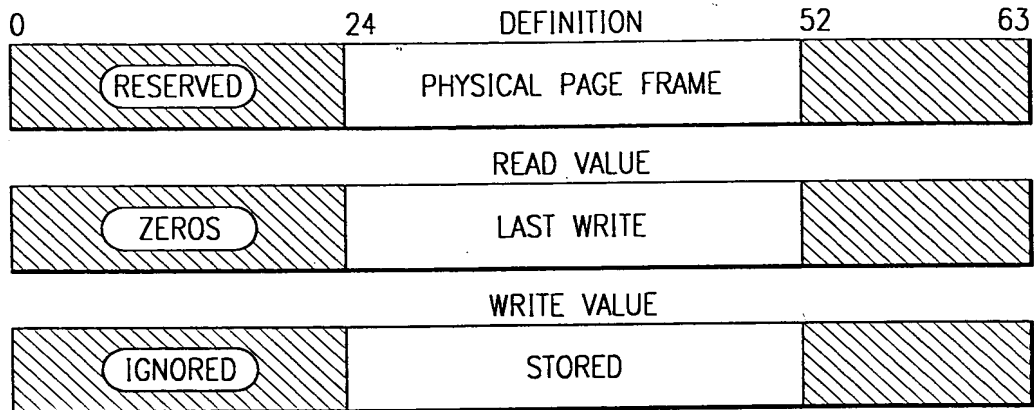 0 24 DEFINITION 52 63
RESERVED PHYSICAL PAGE FRAME
READ VALUE
ZEROS LAST WRITE
WRITE VALUE
IGNORED STORED